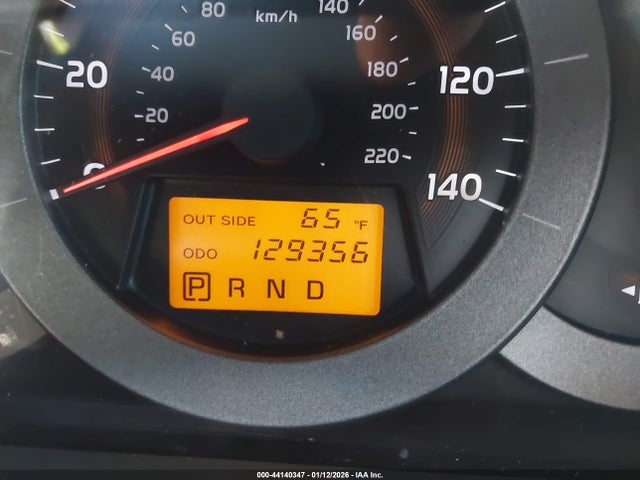 80 km/h 140
60 160
20 40 180 120
20 200
0 220 140
OUT SIDE 65 °F
ODO 129356
P R N D
000-44140347 - 01/12/2026 - IAA Inc.